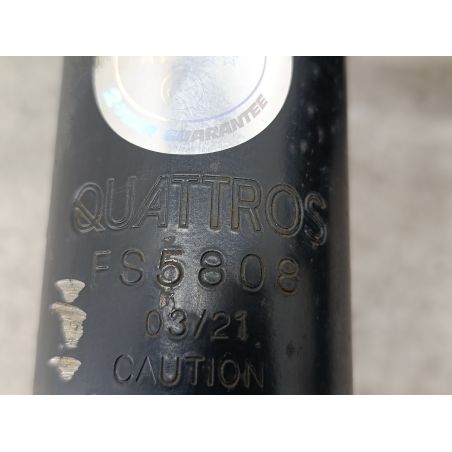 GUARANTEE
QUATTROS
FS5808
03/21
CAUTION